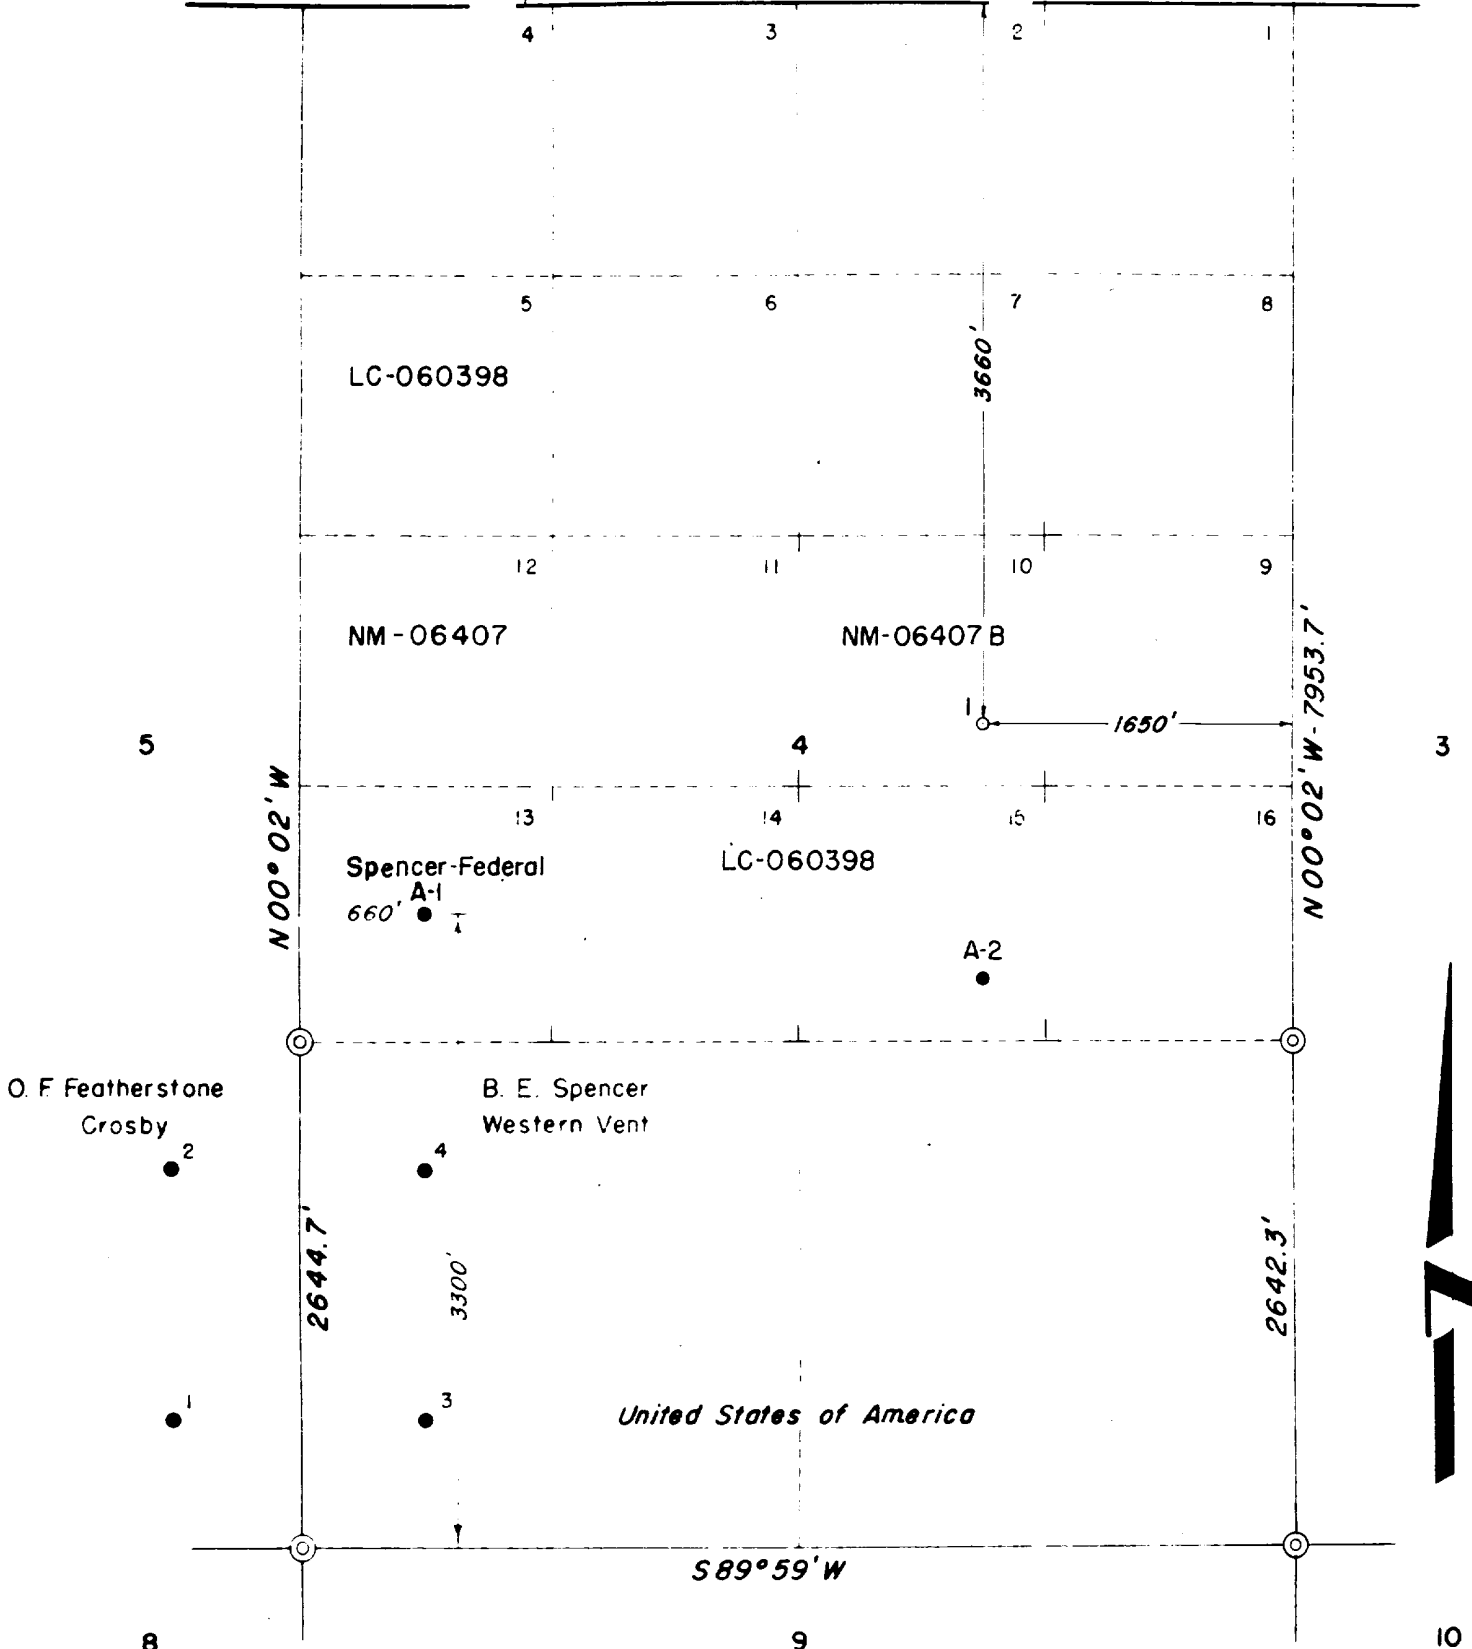 4 3 2 1
5 6 7 8
3660'
LC-060398
12 11 10 9
NM-06407 NM-06407 B
N 00° 02' W - 7953.7'
1
1650'
5 4 3
N 00° 02' W
13 14 15 16
Spencer-Federal LC-060398
A-1
660'
A-2
O. F. Featherstone B. E. Spencer
Crosby Western Vent
2 4
2644.7'
3300'
2642.3'
1 3
United States of America
S 89° 59' W
8 9 10